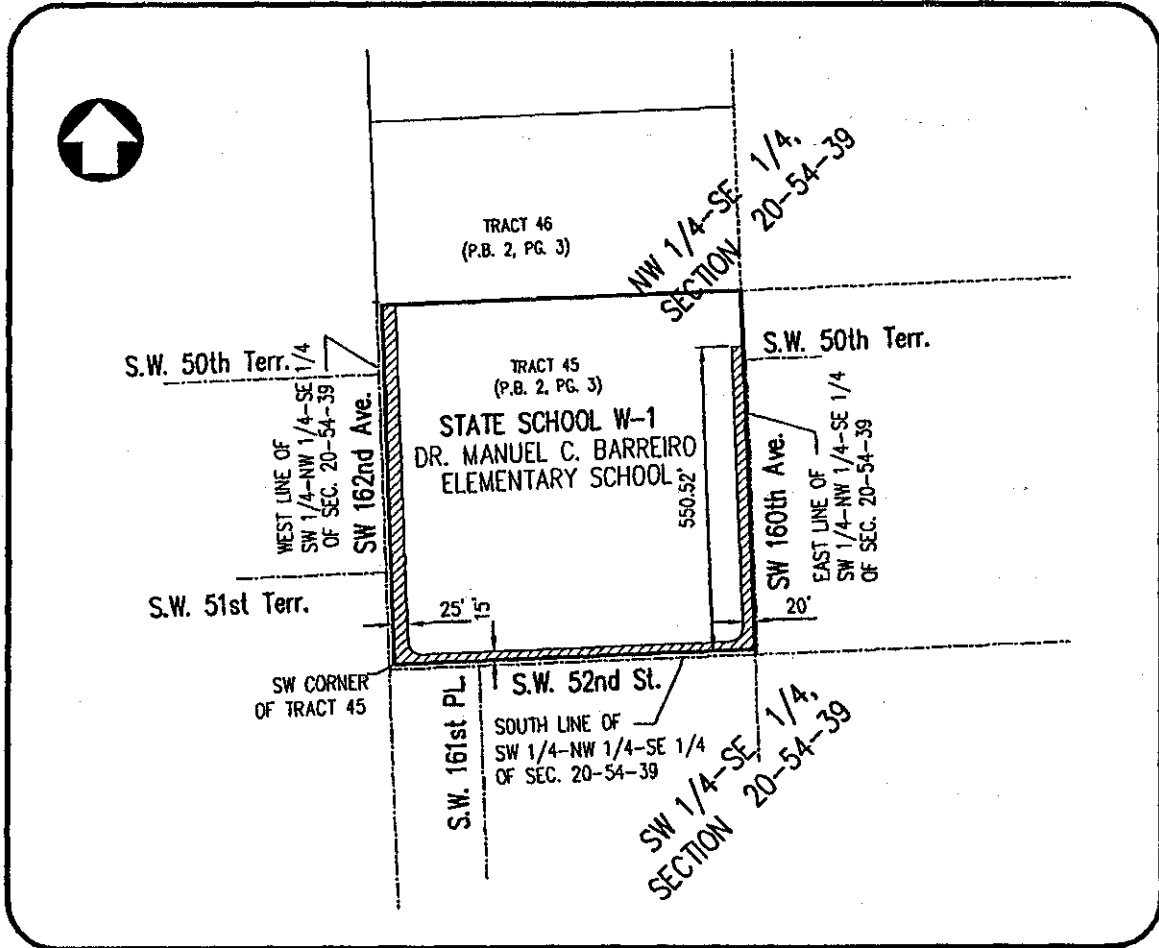 TRACT 46
(P.B. 2, PG. 3)
NW 1/4-SE 1/4,
SECTION 20-54-39
S.W. 50th Terr.
S.W. 50th Terr.
TRACT 45
(P.B. 2, PG. 3)
STATE SCHOOL W-1
DR. MANUEL C. BARREIRO
ELEMENTARY SCHOOL
WEST LINE OF
SW 1/4-NW 1/4-SE 1/4
OF SEC. 20-54-39
SW 162nd Ave.
550.52'
SW 160th Ave.
EAST LINE OF
SW 1/4-NW 1/4-SE 1/4
OF SEC. 20-54-39
S.W. 51st Terr.
25'
15'
20'
SW CORNER
OF TRACT 45
S.W. 161st PL.
S.W. 52nd St.
SOUTH LINE OF
SW 1/4-NW 1/4-SE 1/4
OF SEC. 20-54-39
SW 1/4-SE 1/4,
SECTION 20-54-39